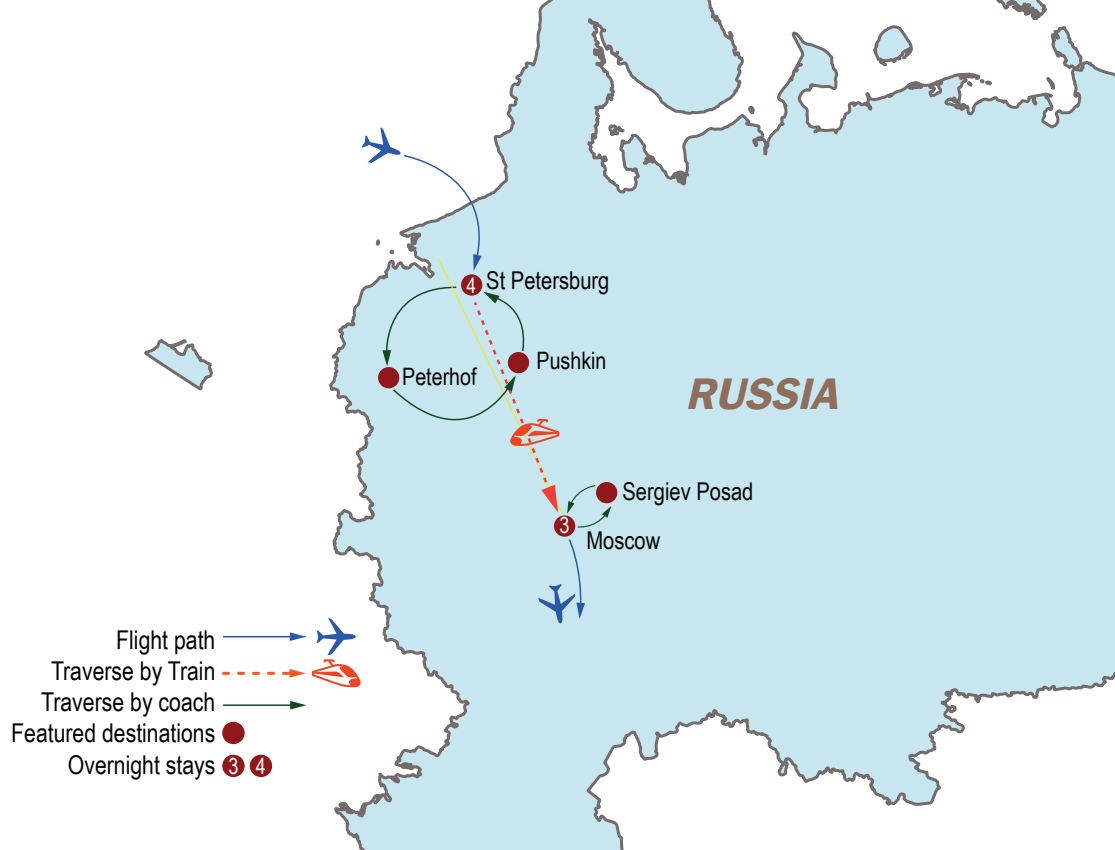 4 St Petersburg
Pushkin
Peterhof
RUSSIA
Sergiev Posad
3
Moscow
Flight path
Traverse by Train
Traverse by coach
Featured destinations
Overnight stays 3 4